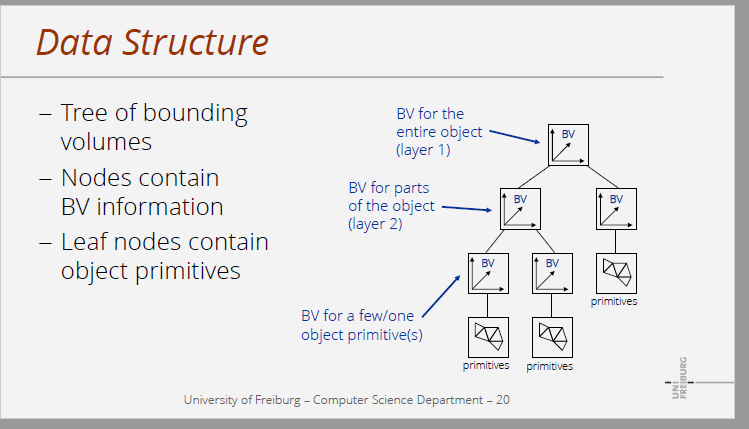 Data Structure
– Tree of bounding
volumes
– Nodes contain
BV information
– Leaf nodes contain
object primitives
BV for the
entire object
(layer 1)
BV
BV for parts
of the object
(layer 2)
BV
BV
BV
BV
primitives
BV for a few/one
object primitive(s)
primitives
primitives
University of Freiburg – Computer Science Department – 20
UNI
FREIBURG